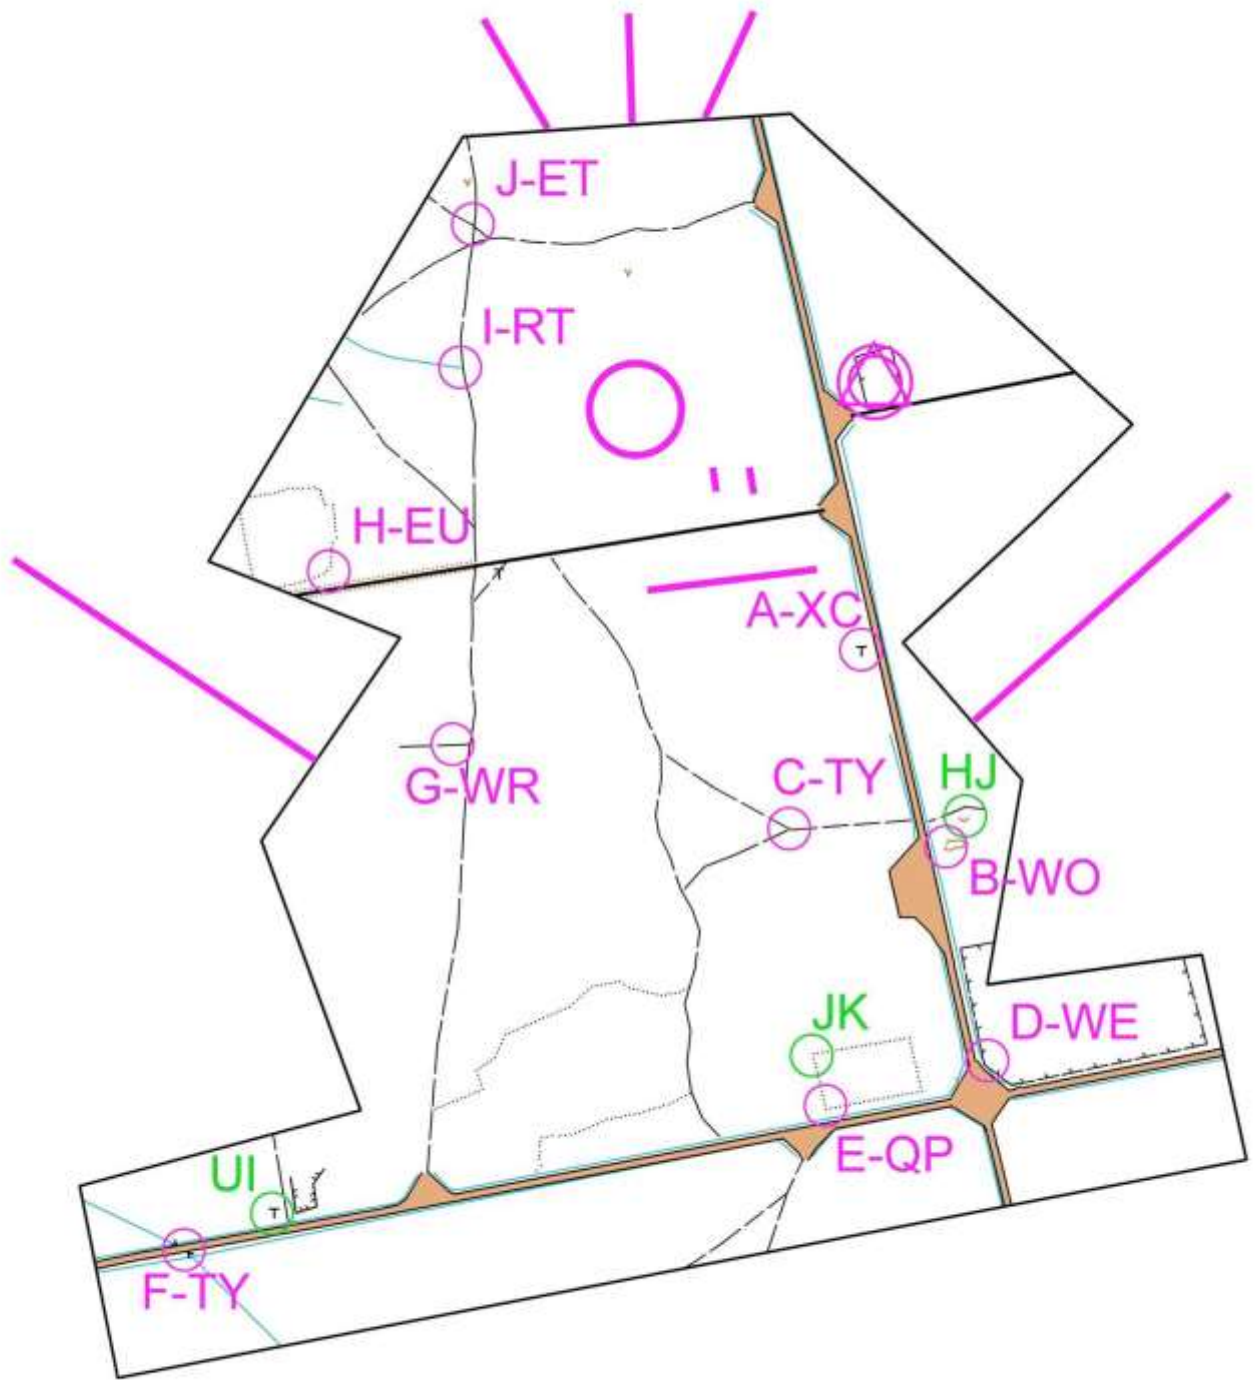 J-ET
I-RT
H-EU
A-XC
G-WR
C-TY
HJ
B-WO
JK
D-WE
E-QP
UI
F-TY